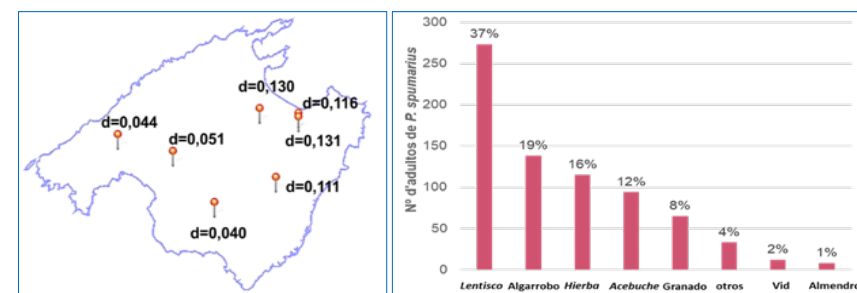 d=0,130
d=0,116
d=0,044
d=0,051
d=0,131
d=0,111
d=0,040
Nº d'adultos de P. spumarius
300
250
200
150
100
50
0
37%
19%
16%
12%
8%
4%
2%
1%
Lentisco Algarrobo Hierba Acebuche Granado otros Vid Almendro